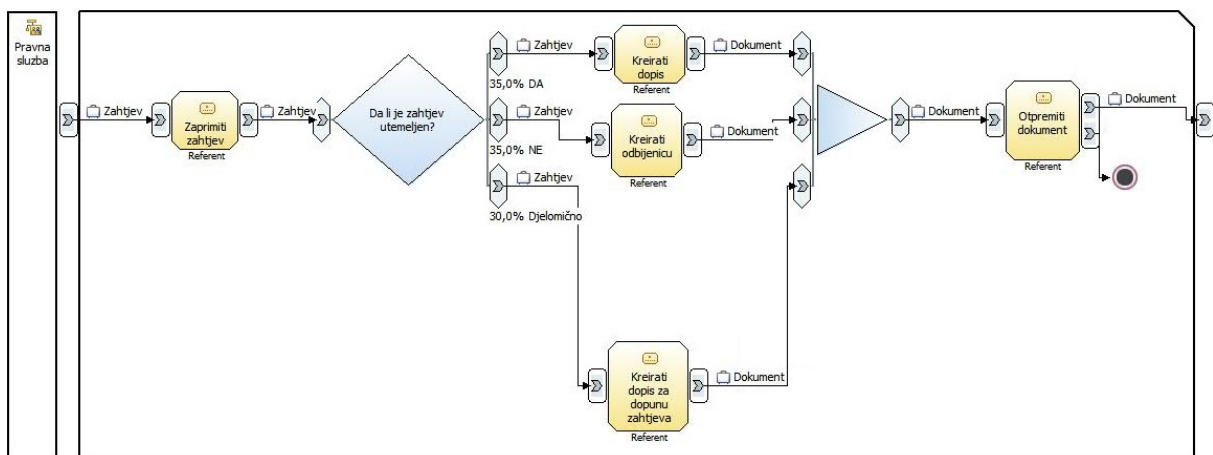 Pravna
sluzba
Zahtjev
Zaprimiti
zahtjev
Referent
Zahtjev
Da li je zahtjev
utemeljen?
Zahtjev
35,0% DA
Zahtjev
35,0% NE
Zahtjev
30,0% Djelomično
Kreirati
dopis
Referent
Dokument
Kreirati
odbijenicu
Referent
Dokument
Kreirati
dopis za
dopunu
zahtjeva
Referent
Dokument
Dokument
Otpremiti
dokument
Referent
Dokument